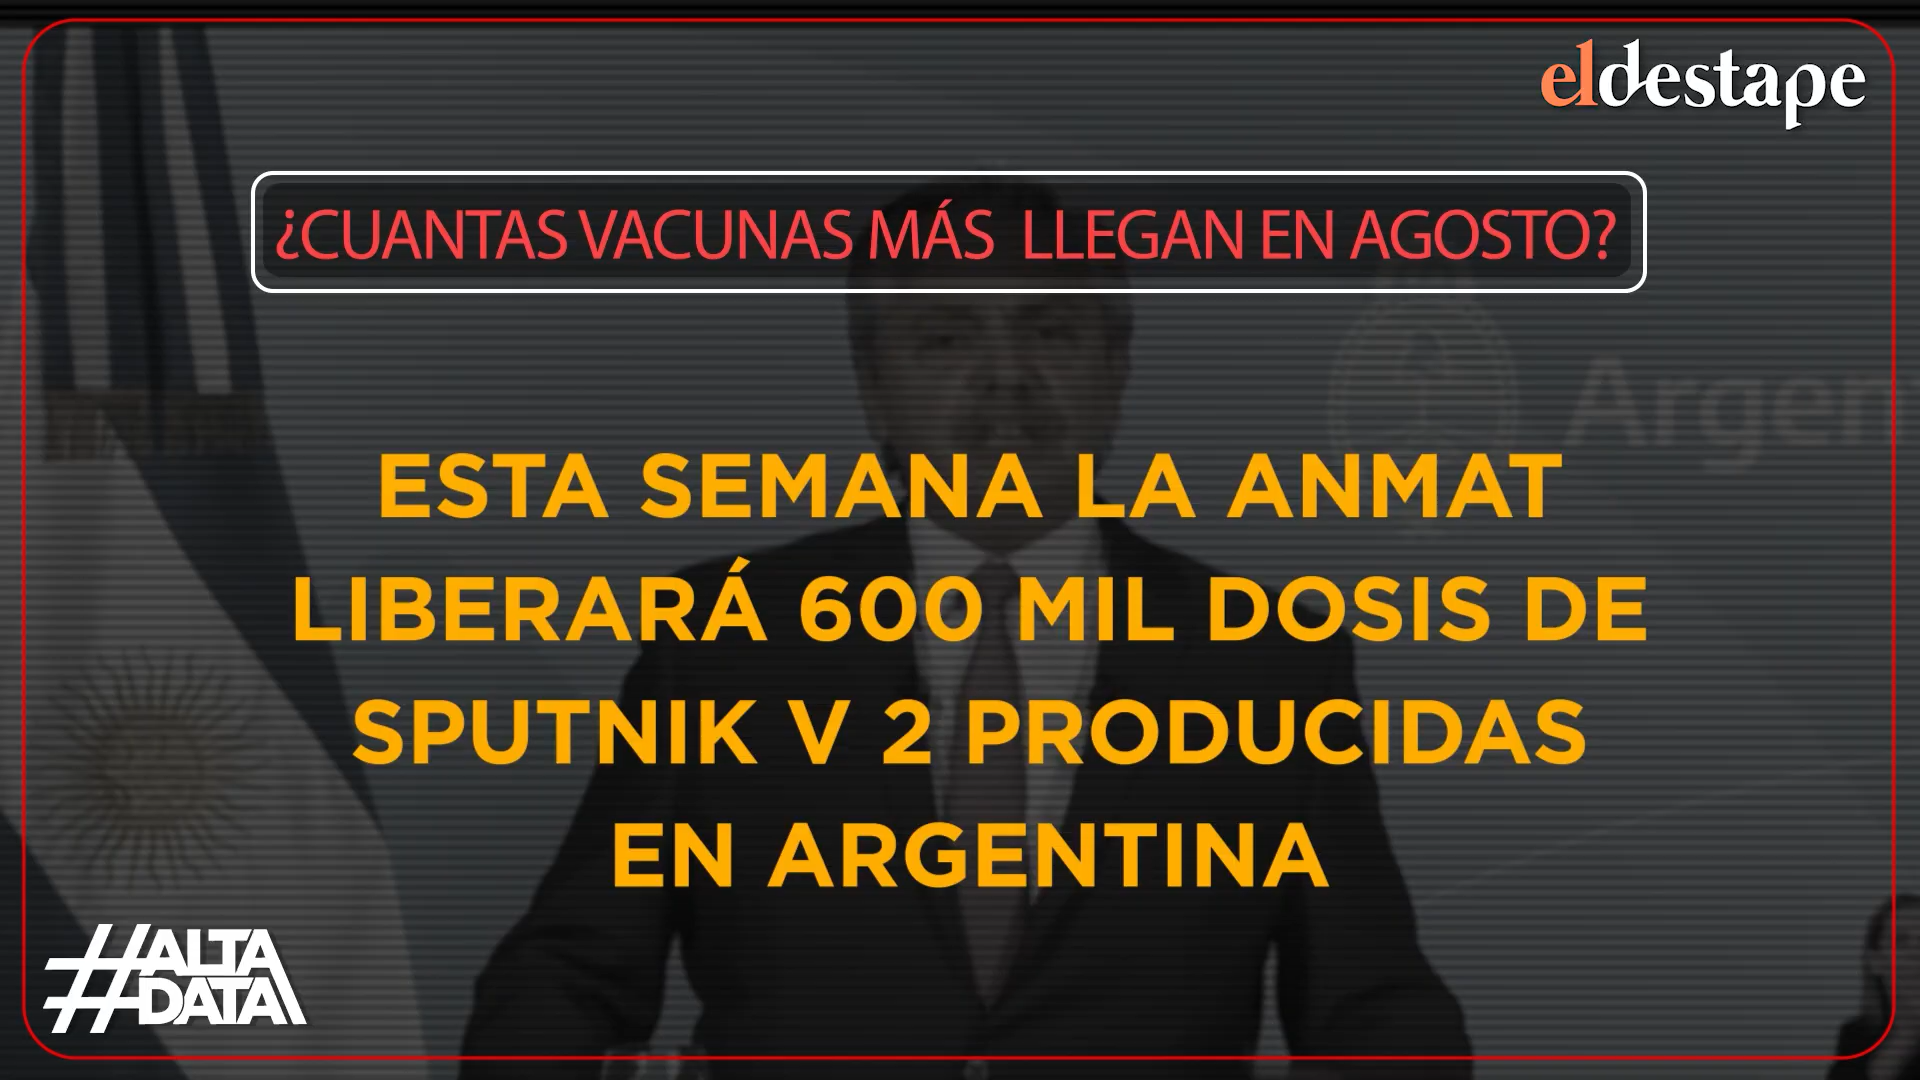 eldestape
¿CUANTAS VACUNAS MÁS LLEGAN EN AGOSTO?
Argen
ESTA SEMANA LA ANMAT
LIBERARÁ 600 MIL DOSIS DE
SPUTNIK V 2 PRODUCIDAS
EN ARGENTINA
#ALTA
DATA